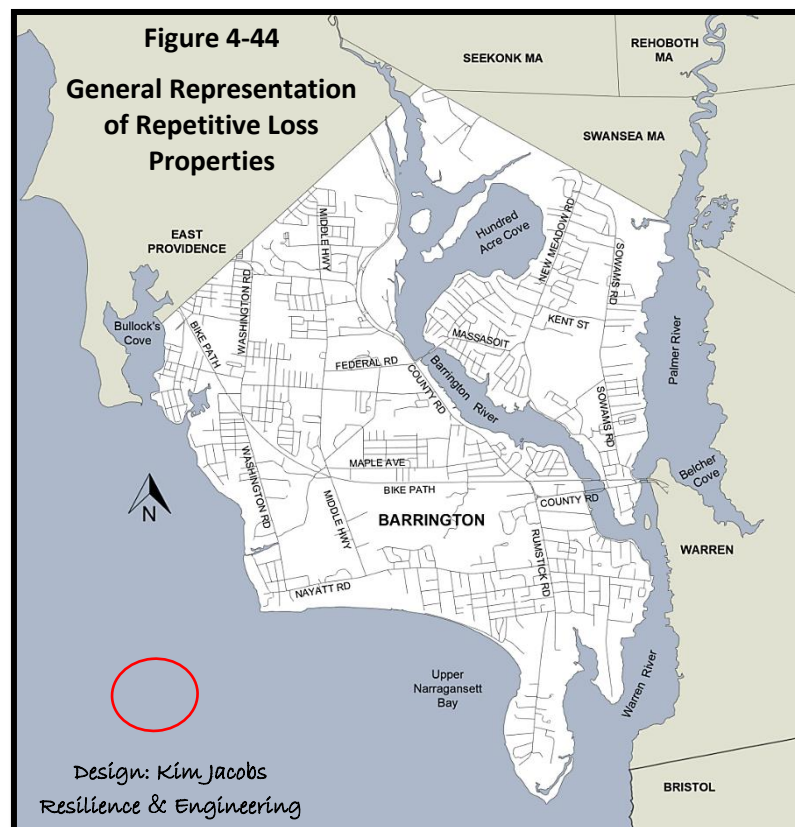 Figure 4-44
General Representation
of Repetitive Loss
Properties
SEEKONK MA
REHOBOTH
MA
SWANSEA MA
EAST
PROVIDENCE
MIDDLE HWY
Hundred
Acre Cove
NEW MEADOW RD
SOWAMS RD
WASHINGTON RD
Bullock's
Cove
BIKE PATH
KENT ST
MASSASOIT
Palmer River
FEDERAL RD
COUNTY RD
Barrington River
SOWAMS RD
WASHINGTON RD
MAPLE AVE
BIKE PATH
Belcher
Cove
N
MIDDLE HWY
BARRINGTON
COUNTY RD
RUMSTICK RD
WARREN
NAYATT RD
Upper
Narragansett
Bay
Warren River
Design: Kim Jacobs
Resilience & Engineering
BRISTOL